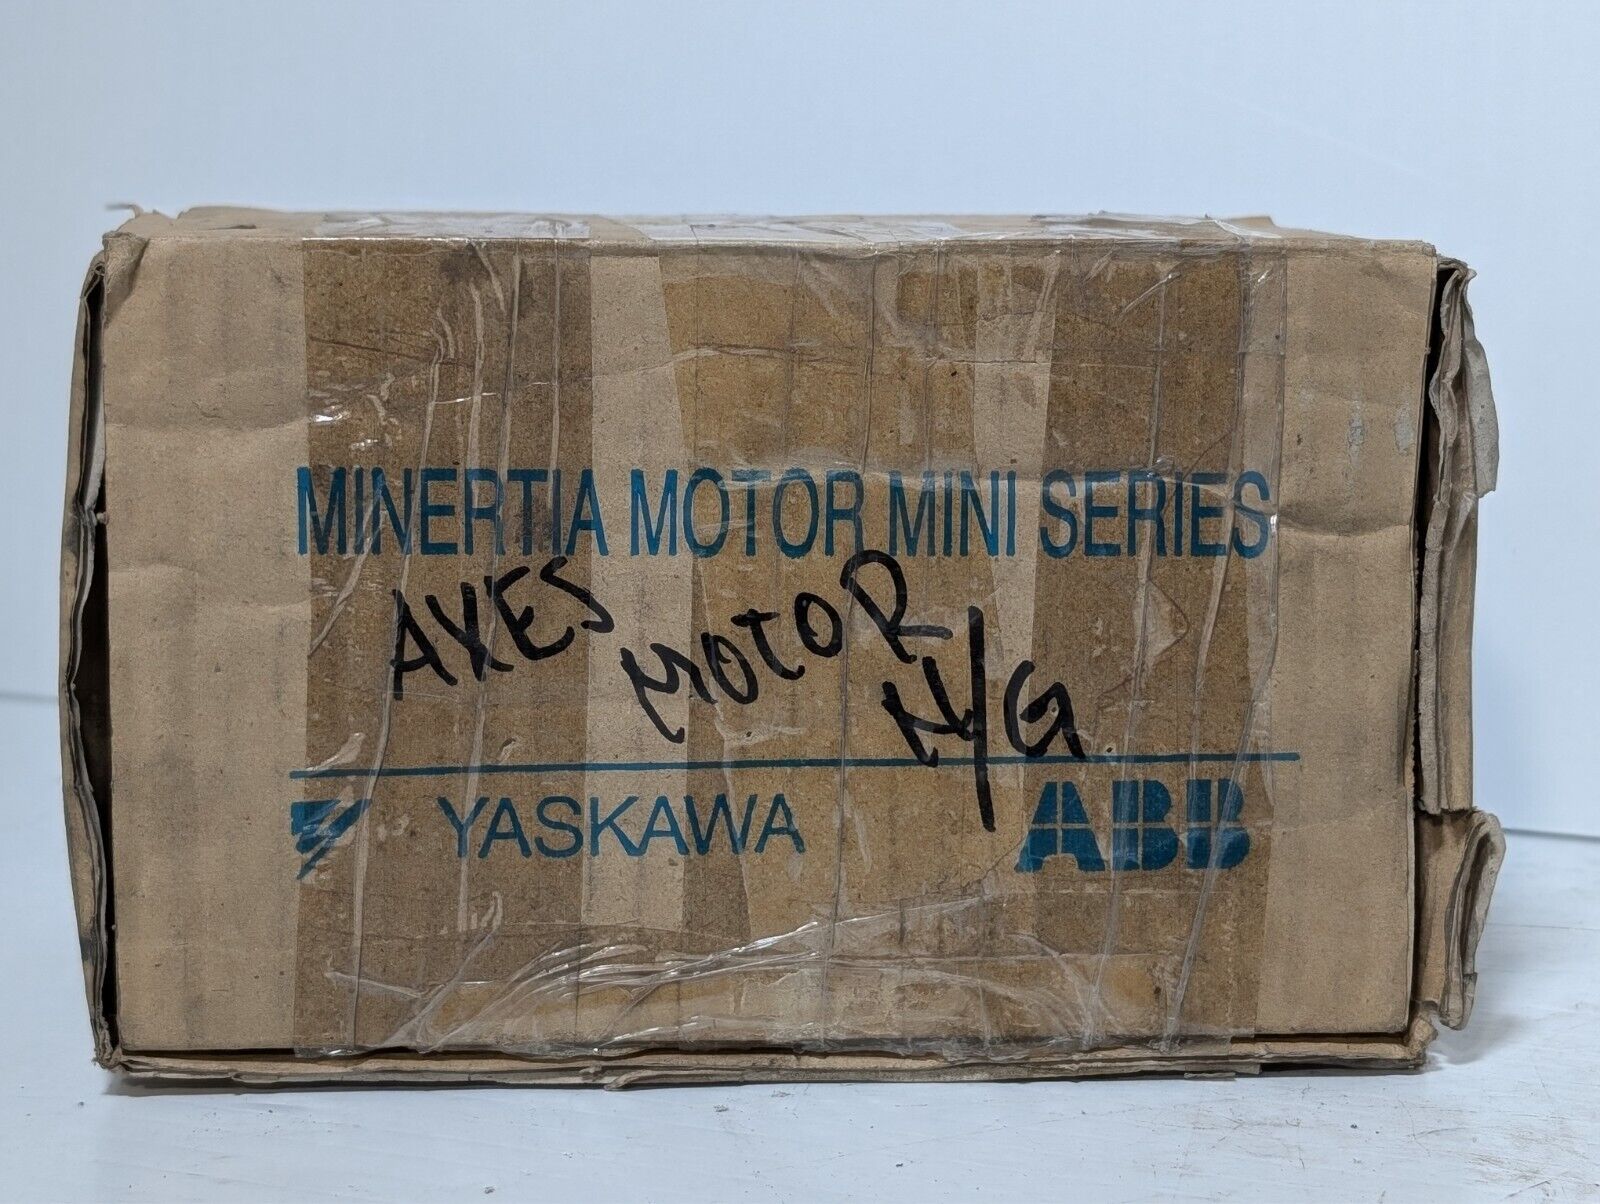 MINERTIA MOTOR MINI SERIES
AXES MOTOR H/G
YASKAWA ABB